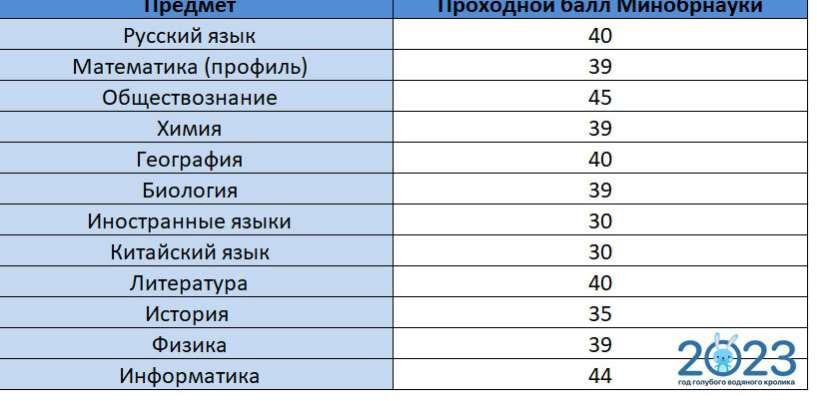 Предмет Проходной балл Минобрнауки
Русский язык 40
Математика (профиль) 39
Обществознание 45
Химия 39
География 40
Биология 39
Иностранные языки 30
Китайский язык 30
Литература 40
История 35
Физика 39
Информатика 44
2023
год голубого водяного кролика